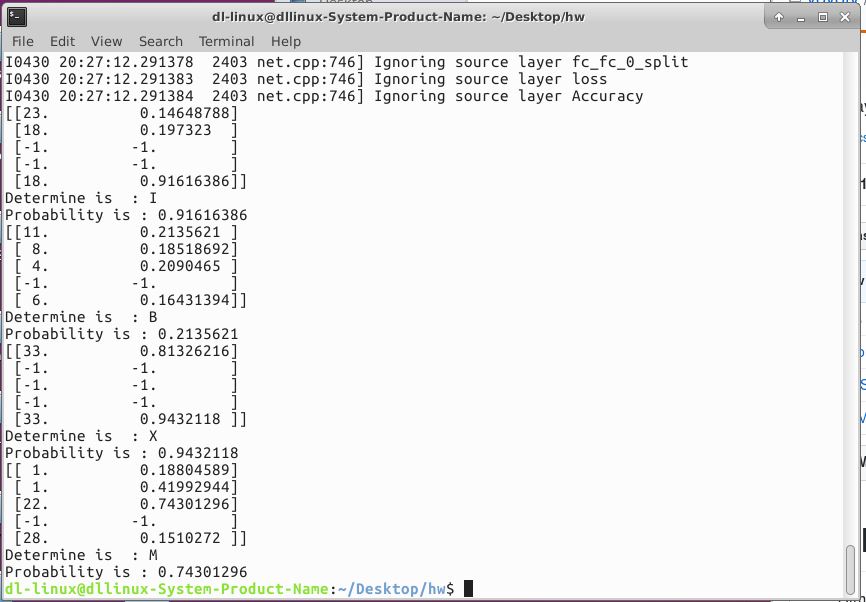 dl-linux@dllinux-System-Product-Name: ~/Desktop/hw
File Edit View Search Terminal Help
I0430 20:27:12.291378  2403 net.cpp:746] Ignoring source layer fc_fc_0_split
I0430 20:27:12.291383  2403 net.cpp:746] Ignoring source layer loss
I0430 20:27:12.291384  2403 net.cpp:746] Ignoring source layer Accuracy
[[23.          0.14648788]
 [18.          0.197323  ]
 [-1.         -1.        ]
 [-1.         -1.        ]
 [18.          0.91616386]]
Determine is  : I
Probability is : 0.91616386
[[11.          0.2135621 ]
 [ 8.          0.18518692]
 [ 4.          0.2090465 ]
 [-1.         -1.        ]
 [ 6.          0.16431394]]
Determine is  : B
Probability is : 0.2135621
[[33.          0.81326216]
 [-1.         -1.        ]
 [-1.         -1.        ]
 [-1.         -1.        ]
 [33.          0.9432118 ]]
Determine is  : X
Probability is : 0.9432118
[[ 1.          0.18804589]
 [ 1.          0.41992944]
 [22.          0.74301296]
 [-1.         -1.        ]
 [28.          0.1510272 ]]
Determine is  : M
Probability is : 0.74301296
dl-linux@dllinux-System-Product-Name:~/Desktop/hw$